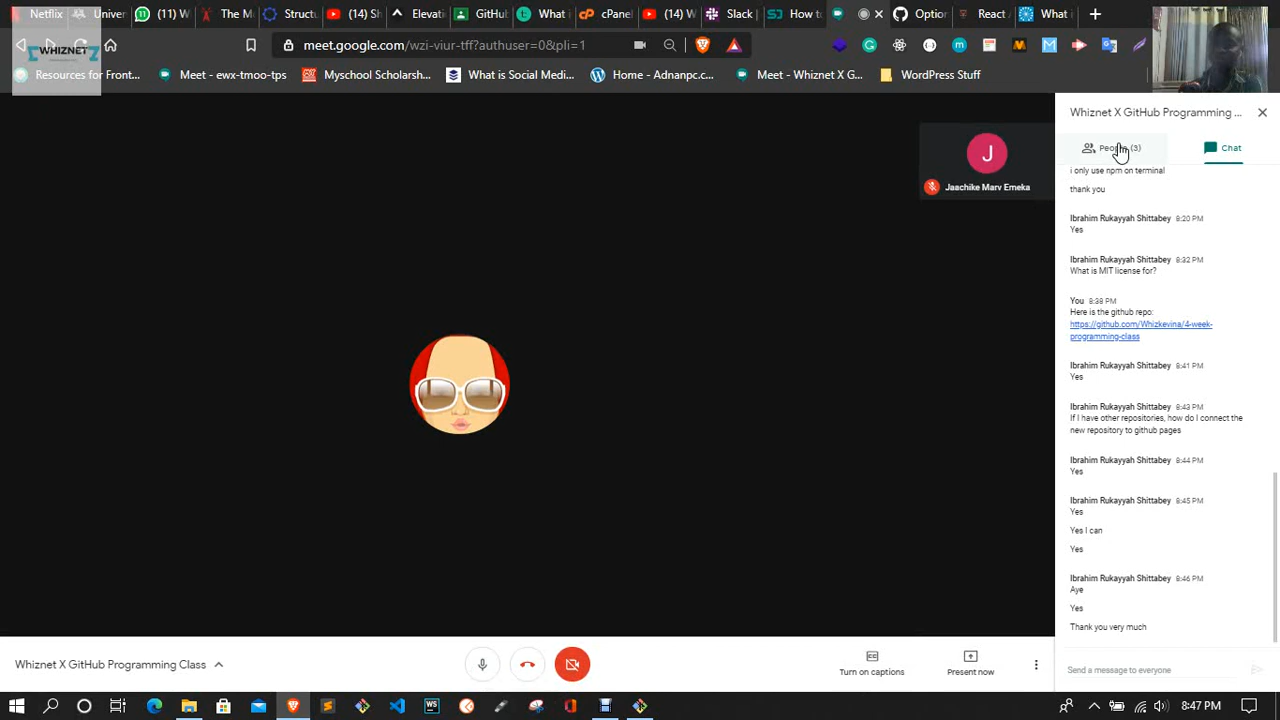 Netflix
Univer
(11) W
The M
Struct
(14) Sh
Github
Elearn
What i
cPane
(14) W
Slack
How to
Option
React J
What
WHIZNET
meet.google.com/wzi-viur-tff?authuser=0&pli=1
Resources for Front...
Meet - ewx-tmoo-tps
Myschool Scholarsh...
What is Social Medi...
Home - Adnanpc.c...
Meet - Whiznet X G...
WordPress Stuff
Whiznet X GitHub Programming ...
(3)
Chat
J
Jaachike Marv Emeka
i only use npm on terminal
thank you
Ibrahim Rukayyah Shittabey 8:20 PM
Yes
Ibrahim Rukayyah Shittabey 8:32 PM
What is MIT license for?
You 8:38 PM
Here is the github repo:
https://github.com/Whizkevina/4-week-
programming-class
Ibrahim Rukayyah Shittabey 8:41 PM
Yes
Ibrahim Rukayyah Shittabey 8:43 PM
If I have other repositories, how do I connect the
new repository to github pages
Ibrahim Rukayyah Shittabey 8:44 PM
Yes
Ibrahim Rukayyah Shittabey 8:45 PM
Yes
Yes I can
Yes
Ibrahim Rukayyah Shittabey 8:46 PM
Aye
Yes
Thank you very much
Send a message to everyone
Whiznet X GitHub Programming Class
Turn on captions
Present now
8:47 PM